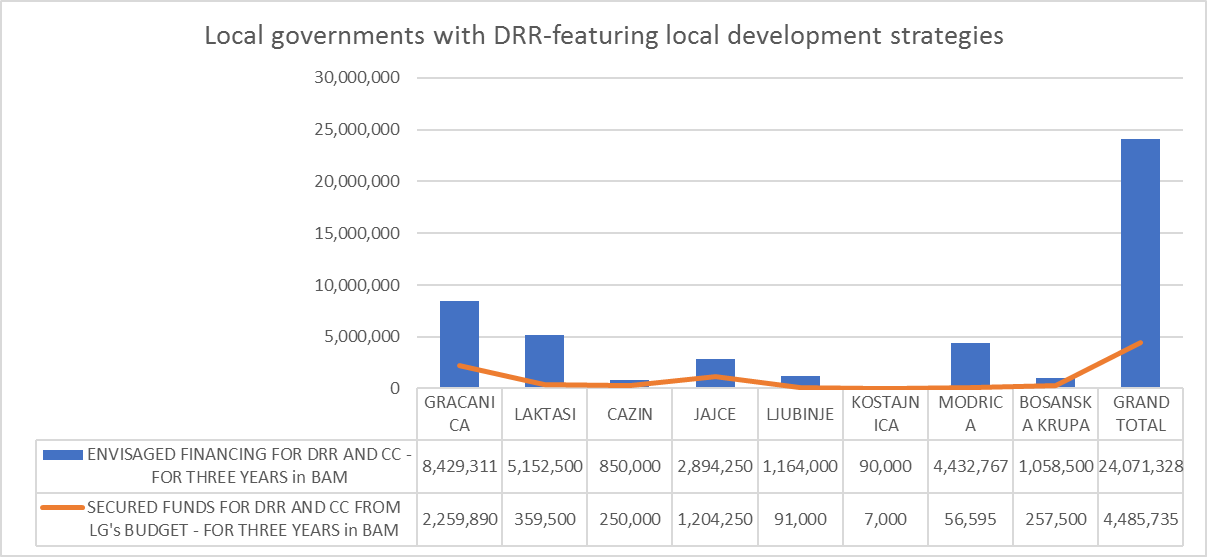 Local governments with DRR-featuring local development strategies
30,000,000
25,000,000
20,000,000
15,000,000
10,000,000
5,000,000
0
GRACANI
CA
LAKTASI
CAZIN
JAJCE
LJUBINJE
KOSTAJN
ICA
MODRIC
A
BOSANSK
A KRUPA
GRAND
TOTAL
ENVISAGED FINANCING FOR DRR AND CC -
FOR THREE YEARS in BAM
8,429,311 5,152,500 850,000 2,894,250 1,164,000 90,000 4,432,767 1,058,500 24,071,328
SECURED FUNDS FOR DRR AND CC FROM
LG's BUDGET - FOR THREE YEARS in BAM
2,259,890 359,500 250,000 1,204,250 91,000 7,000 56,595 257,500 4,485,735